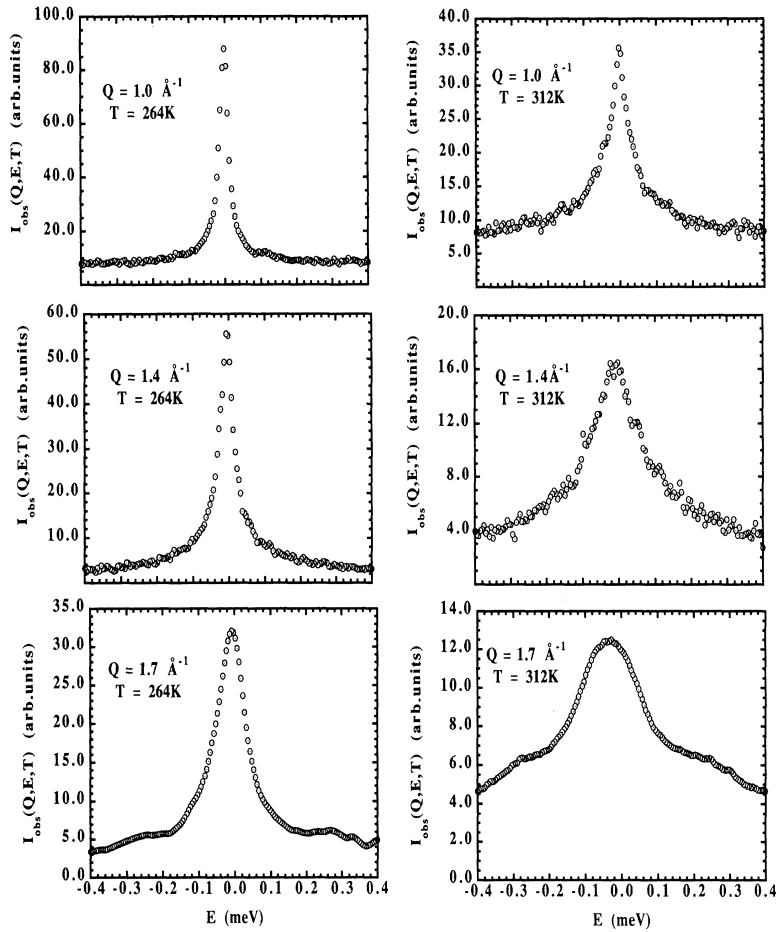 100.0
80.0
60.0
40.0
20.0
I obs (Q,E,T) (arb.units)
Q = 1.0 Å⁻¹
T = 264K
40.0
35.0
30.0
25.0
20.0
15.0
10.0
5.0
I obs (Q,E,T) (arb.units)
Q = 1.0 Å⁻¹
T = 312K
60.0
50.0
40.0
30.0
20.0
10.0
I obs (Q,E,T) (arb.units)
Q = 1.4 Å⁻¹
T = 264K
20.0
16.0
12.0
8.0
4.0
I obs (Q,E,T) (arb.units)
Q = 1.4Å⁻¹
T = 312K
35.0
30.0
25.0
20.0
15.0
10.0
5.0
0.0
I obs (Q,E,T) (arb.units)
Q = 1.7 Å⁻¹
T = 264K
-0.4 -0.3 -0.2 -0.1 0.0 0.1 0.2 0.3 0.4
E (meV)
14.0
12.0
10.0
8.0
6.0
4.0
2.0
0.0
I obs (Q,E,T) (arb.units)
Q = 1.7 Å⁻¹
T = 312K
-0.4 -0.3 -0.2 -0.1 0.0 0.1 0.2 0.3 0.4
E (meV)